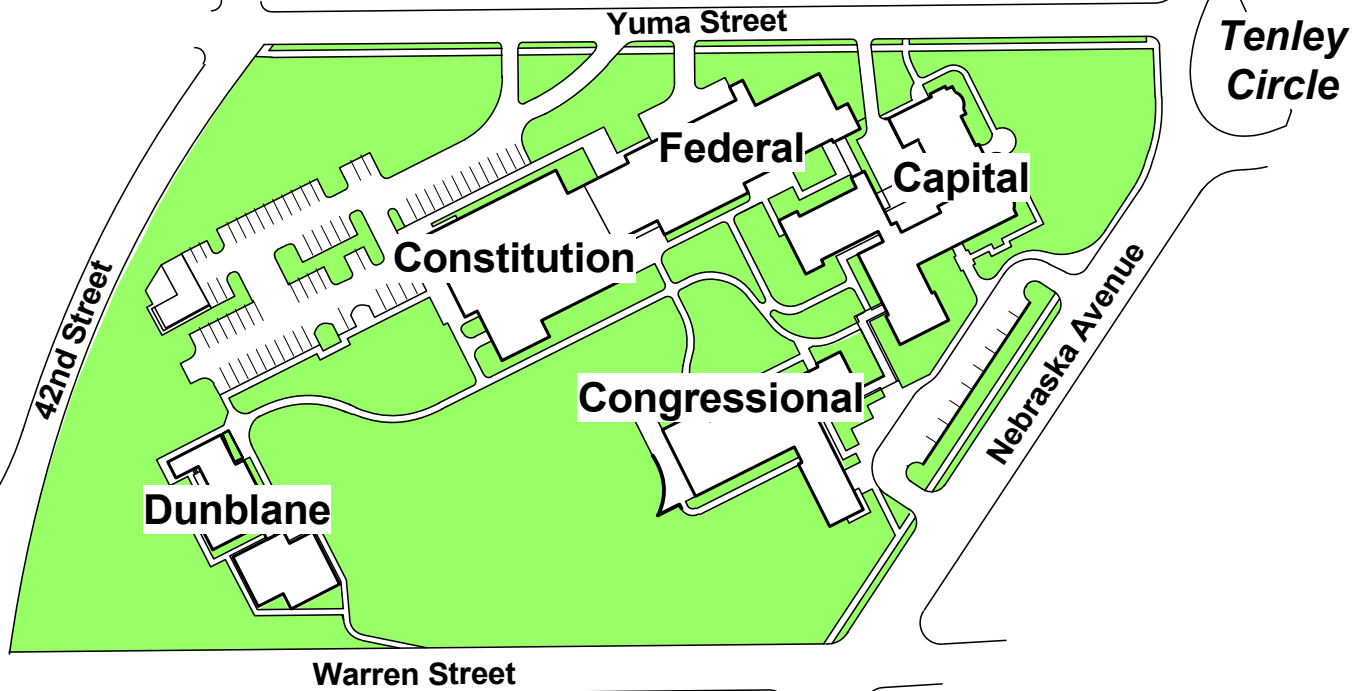 Yuma Street
Tenley
Circle
Federal
Capital
Constitution
42nd Street
Nebraska Avenue
Congressional
Dunblane
Warren Street